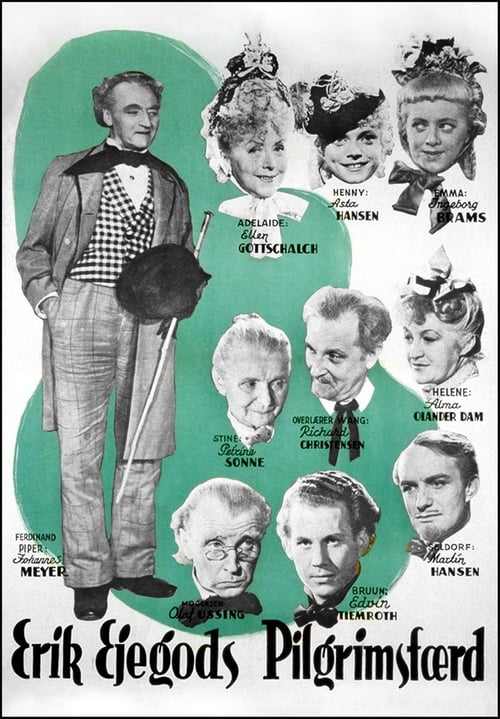 ADELAIDE:
Ellen
GOTTSCHALCH
HENNY:
Asta
HANSEN
EMMA:
Ingeborg
BRAMS
STINE:
Petrine
SONNE
OVERLÆRER WANG:
Richard
CHRISTENSEN
HELENE:
Alma
OLANDER DAM
FERDINAND
PIPER:
Johannes
MEYER
MOGENSEN
Olaf USSING
BRUUN:
Edvin
TIEMROTH
Martin
HANSEN
Erik Ejegods Pilgrimsfærd